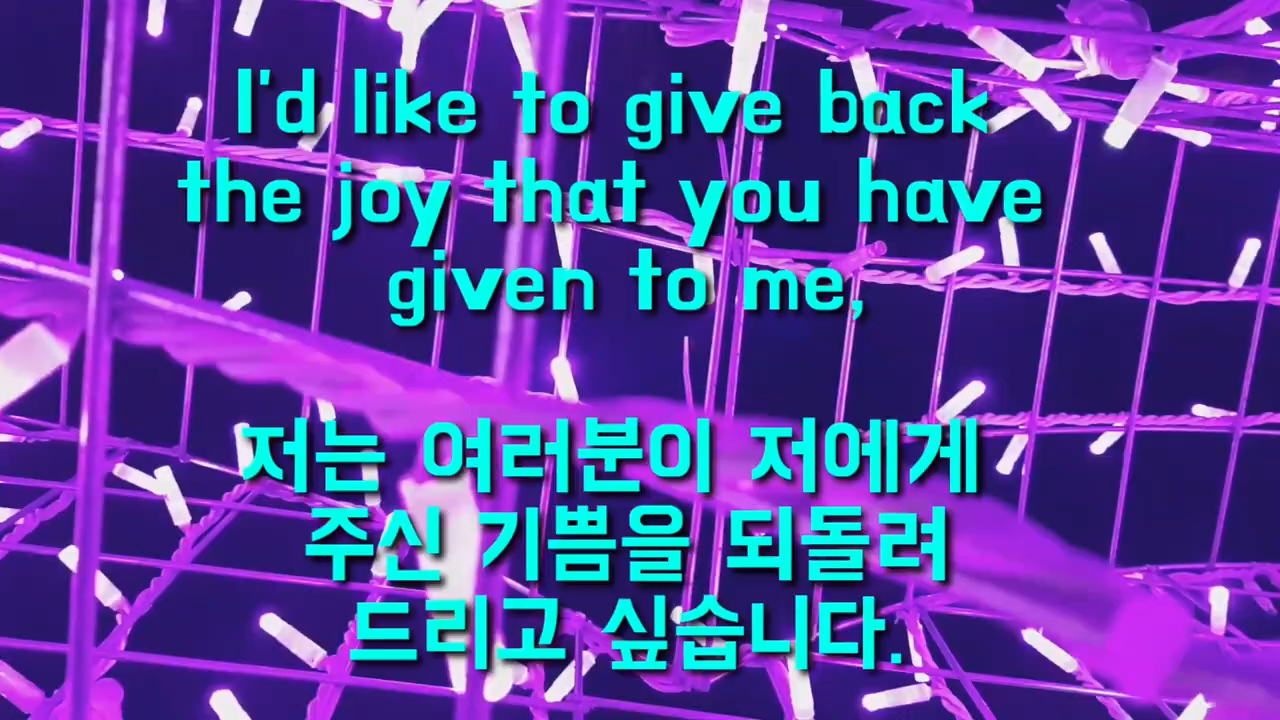 I'd like to give back
the joy that you have
given to me,
저는 여러분이 저에게
주신 기쁨을 되돌려
드리고 싶습니다.